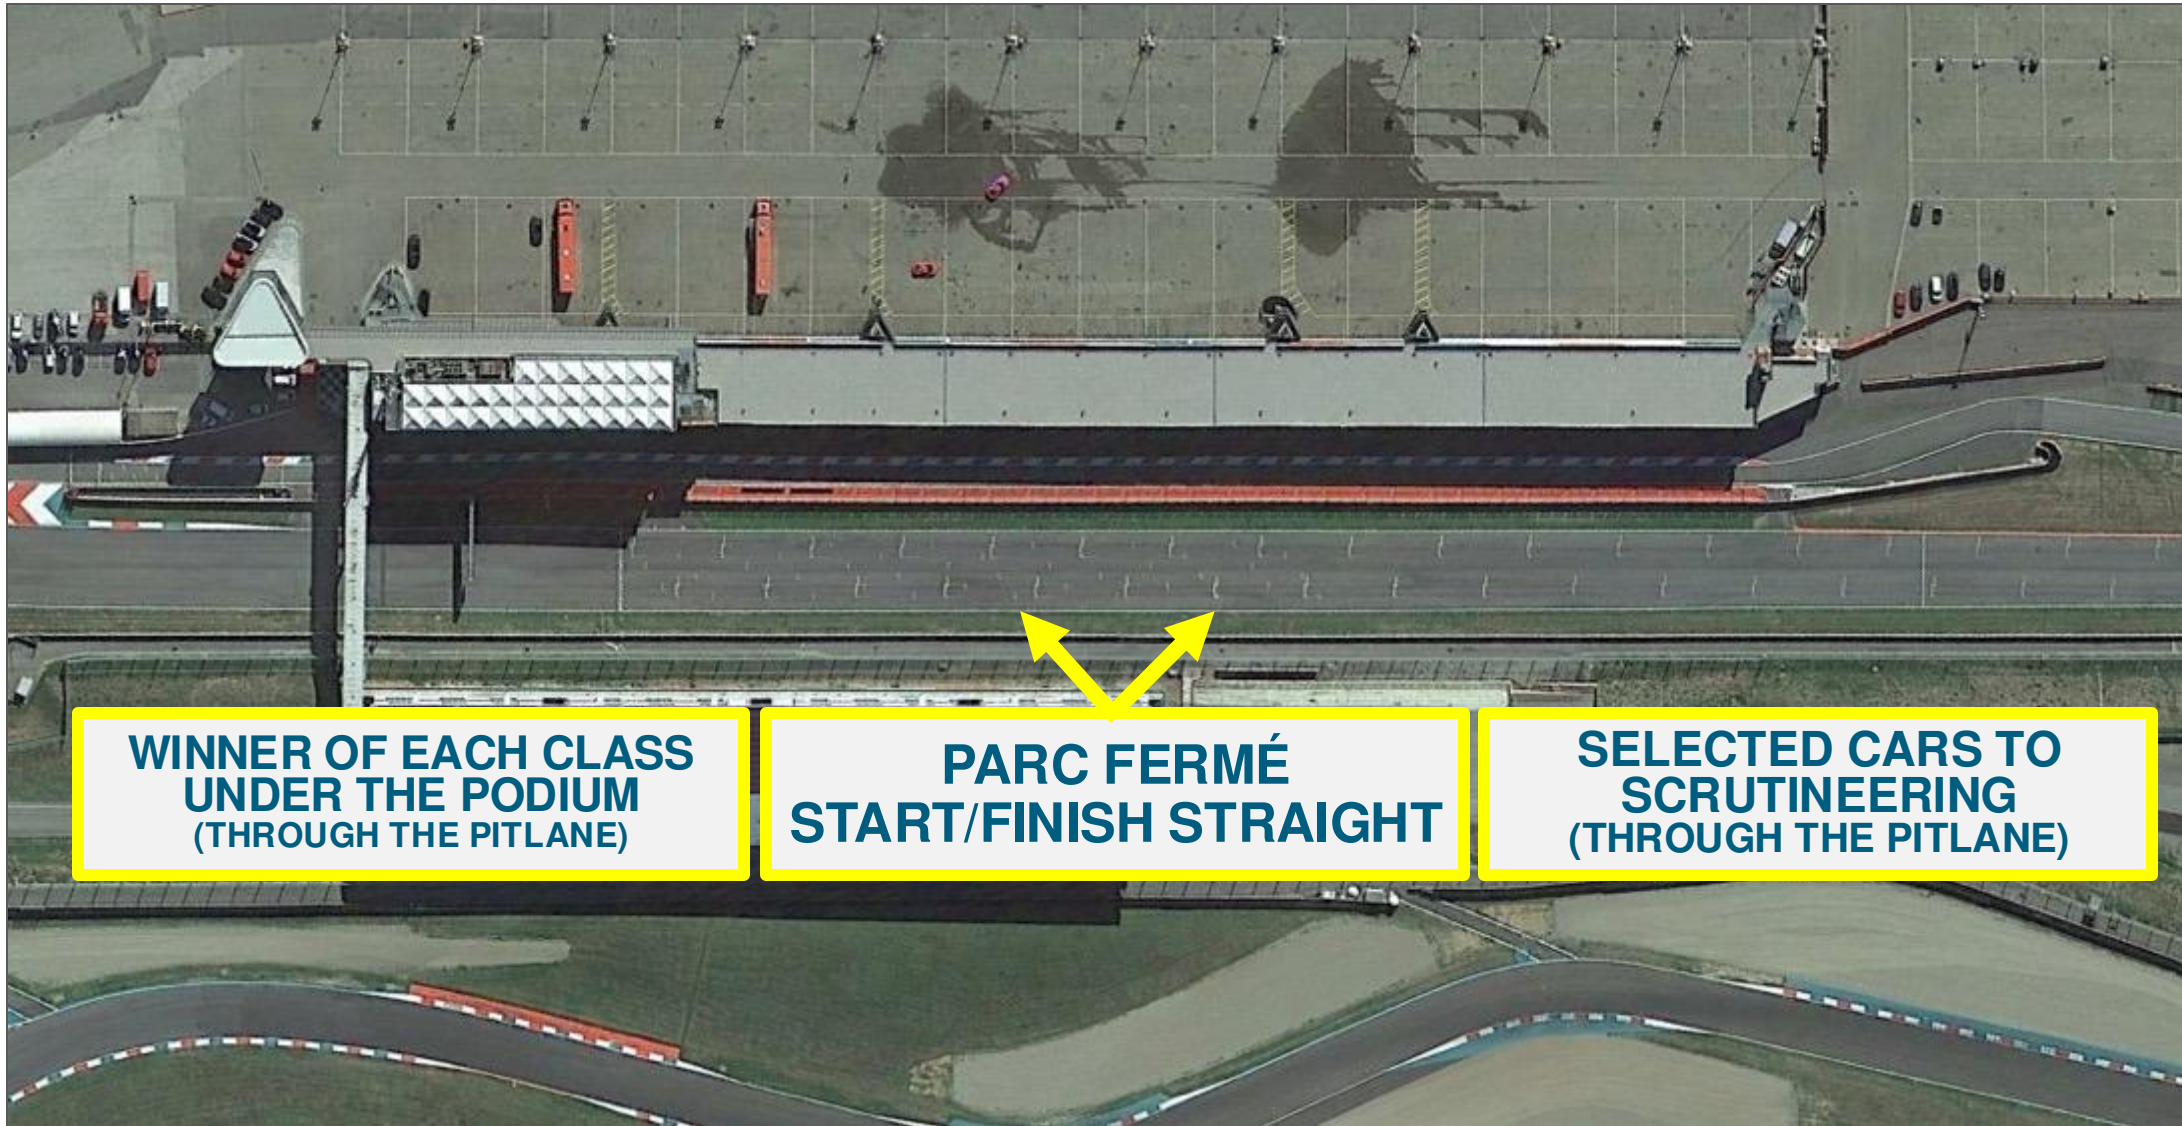 WINNER OF EACH CLASS
UNDER THE PODIUM
(THROUGH THE PITLANE)
PARC FERMÉ
START/FINISH STRAIGHT
SELECTED CARS TO
SCRUTINEERING
(THROUGH THE PITLANE)